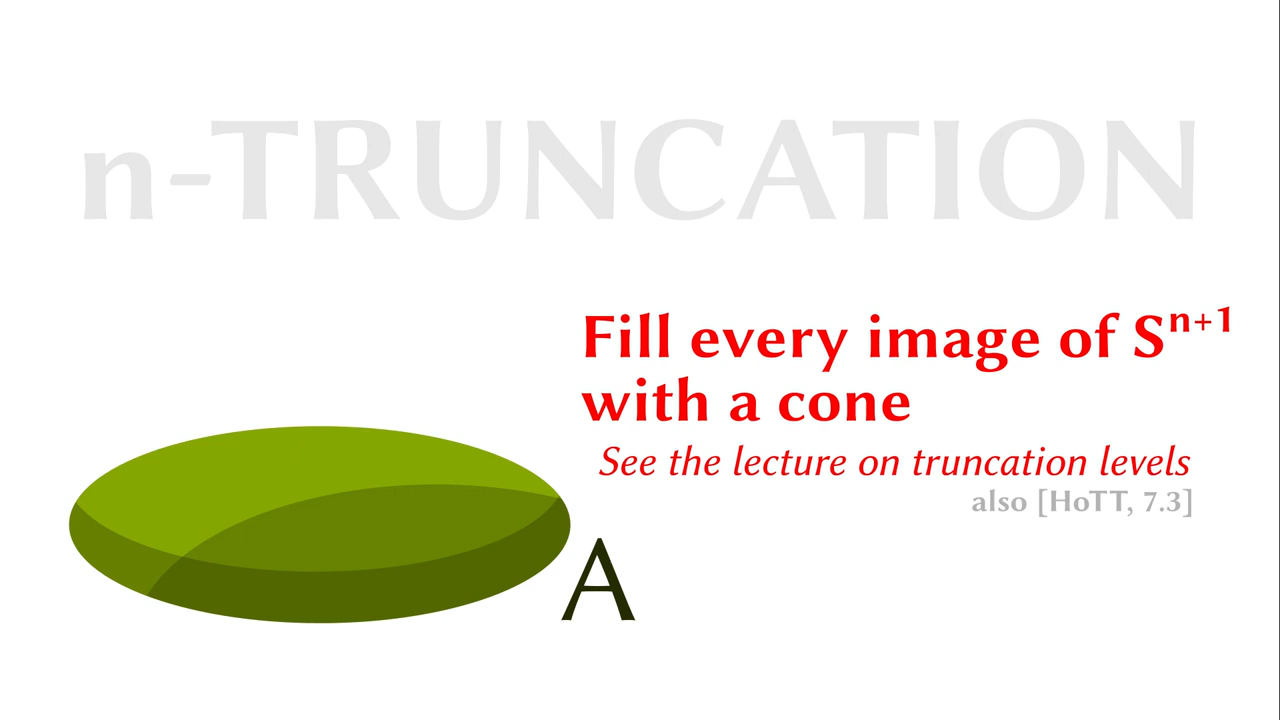 n-TRUNCATION
Fill every image of Sⁿ⁺¹
with a cone
See the lecture on truncation levels
also [HoTT, 7.3]
A